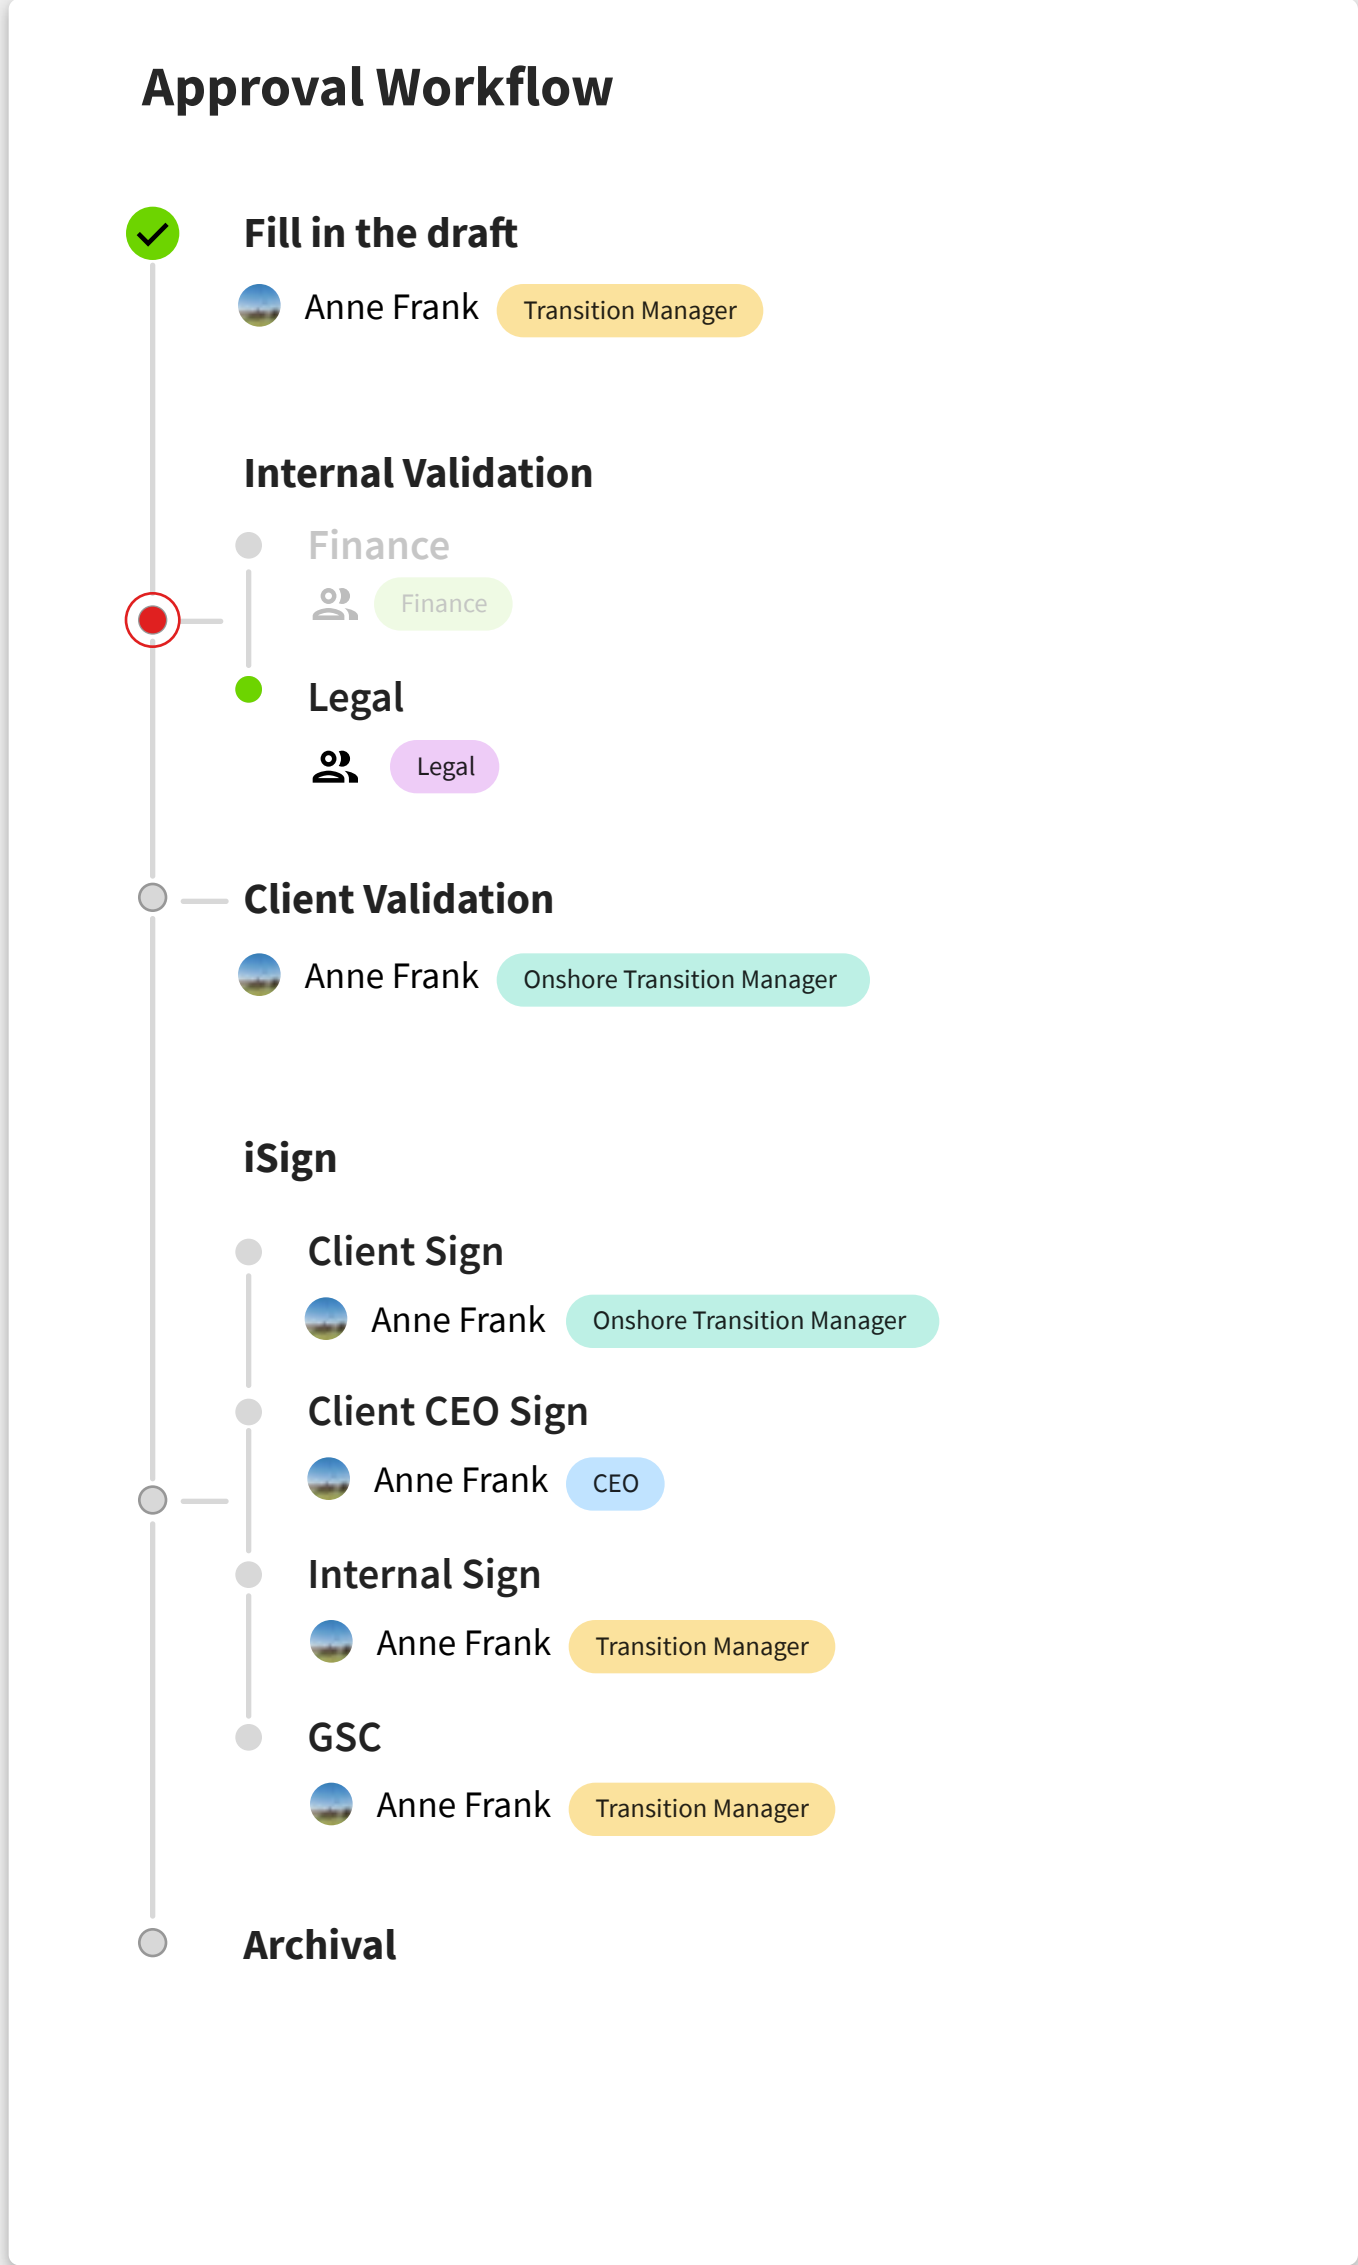 Approval Workflow
Fill in the draft
Anne Frank Transition Manager
Internal Validation
Finance
Finance
Legal
Legal
Client Validation
Anne Frank Onshore Transition Manager
iSign
Client Sign
Anne Frank Onshore Transition Manager
Client CEO Sign
Anne Frank CEO
Internal Sign
Anne Frank Transition Manager
GSC
Anne Frank Transition Manager
Archival